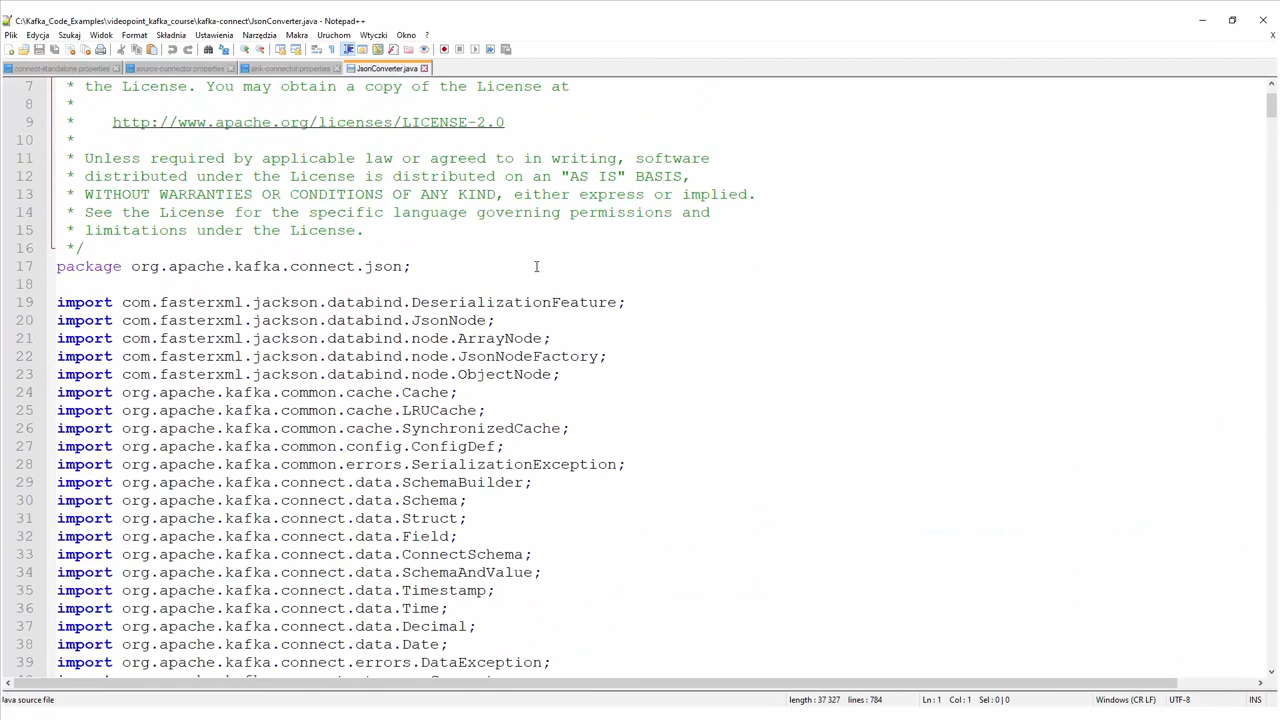 C:\Kafka_Code_Examples\videopoint_kafka_course\kafka-connect\JsonConverter.java - Notepad++
Plik Edycja Szukaj Widok Format Składnia Ustawienia Narzędzia Makra Uruchom Wtyczki Okno ? X
connect-standalone.properties source-connector.properties sink-connector.properties JsonConverter.java
7 * the License. You may obtain a copy of the License at
8 *
9 * http://www.apache.org/licenses/LICENSE-2.0
10 *
11 * Unless required by applicable law or agreed to in writing, software
12 * distributed under the License is distributed on an "AS IS" BASIS,
13 * WITHOUT WARRANTIES OR CONDITIONS OF ANY KIND, either express or implied.
14 * See the License for the specific language governing permissions and
15 * limitations under the License.
16 */
17 package org.apache.kafka.connect.json;
18
19 import com.fasterxml.jackson.databind.DeserializationFeature;
20 import com.fasterxml.jackson.databind.JsonNode;
21 import com.fasterxml.jackson.databind.node.ArrayNode;
22 import com.fasterxml.jackson.databind.node.JsonNodeFactory;
23 import com.fasterxml.jackson.databind.node.ObjectNode;
24 import org.apache.kafka.common.cache.Cache;
25 import org.apache.kafka.common.cache.LRUCache;
26 import org.apache.kafka.common.cache.SynchronizedCache;
27 import org.apache.kafka.common.config.ConfigDef;
28 import org.apache.kafka.common.errors.SerializationException;
29 import org.apache.kafka.connect.data.SchemaBuilder;
30 import org.apache.kafka.connect.data.Schema;
31 import org.apache.kafka.connect.data.Struct;
32 import org.apache.kafka.connect.data.Field;
33 import org.apache.kafka.connect.data.ConnectSchema;
34 import org.apache.kafka.connect.data.SchemaAndValue;
35 import org.apache.kafka.connect.data.Timestamp;
36 import org.apache.kafka.connect.data.Time;
37 import org.apache.kafka.connect.data.Decimal;
38 import org.apache.kafka.connect.data.Date;
39 import org.apache.kafka.connect.errors.DataException;
Java source file length : 37 327 lines : 784 Ln : 1 Col : 1 Sel : 0 | 0 Windows (CR LF) UTF-8 INS